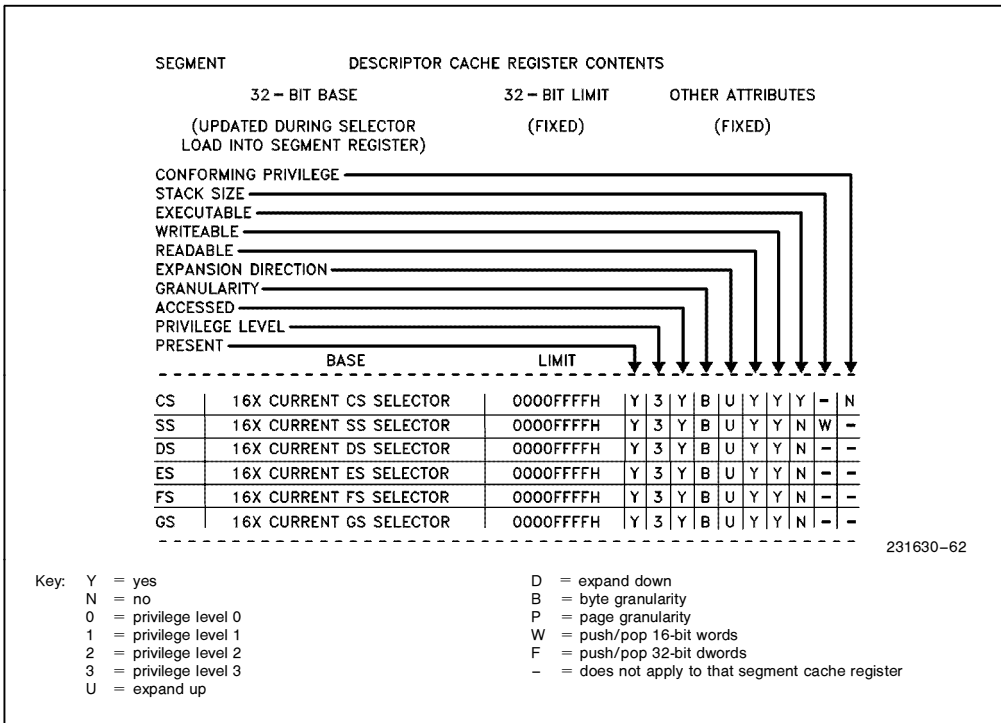 SEGMENT DESCRIPTOR CACHE REGISTER CONTENTS
32 – BIT BASE 32 – BIT LIMIT OTHER ATTRIBUTES
(UPDATED DURING SELECTOR (FIXED) (FIXED)
LOAD INTO SEGMENT REGISTER)
CONFORMING PRIVILEGE
STACK SIZE
EXECUTABLE
WRITEABLE
READABLE
EXPANSION DIRECTION
GRANULARITY
ACCESSED
PRIVILEGE LEVEL
PRESENT
BASE LIMIT
CS 16X CURRENT CS SELECTOR 0000FFFFH Y 3 Y B U Y Y Y – N
SS 16X CURRENT SS SELECTOR 0000FFFFH Y 3 Y B U Y Y N W –
DS 16X CURRENT DS SELECTOR 0000FFFFH Y 3 Y B U Y Y N – –
ES 16X CURRENT ES SELECTOR 0000FFFFH Y 3 Y B U Y Y N – –
FS 16X CURRENT FS SELECTOR 0000FFFFH Y 3 Y B U Y Y N – –
GS 16X CURRENT GS SELECTOR 0000FFFFH Y 3 Y B U Y Y N – –
231630–62
Key: Y = yes
N = no
0 = privilege level 0
1 = privilege level 1
2 = privilege level 2
3 = privilege level 3
U = expand up
D = expand down
B = byte granularity
P = page granularity
W = push/pop 16-bit words
F = push/pop 32-bit dwords
– = does not apply to that segment cache register